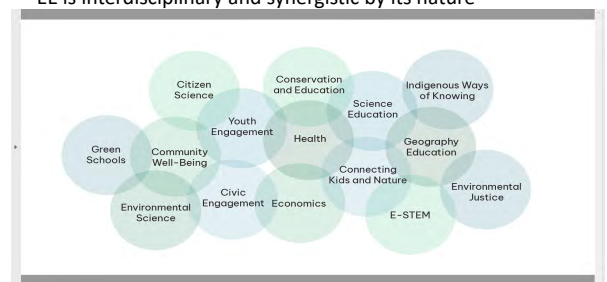 EE is interdisciplinary and synergistic by its nature
Citizen
Science
Conservation
and Education
Science
Education
Indigenous Ways
of Knowing
Youth
Engagement
Health
Geography
Education
Green
Schools
Community
Well-Being
Connecting
Kids and Nature
Environmental
Justice
Environmental
Science
Civic
Engagement
Economics
E-STEM